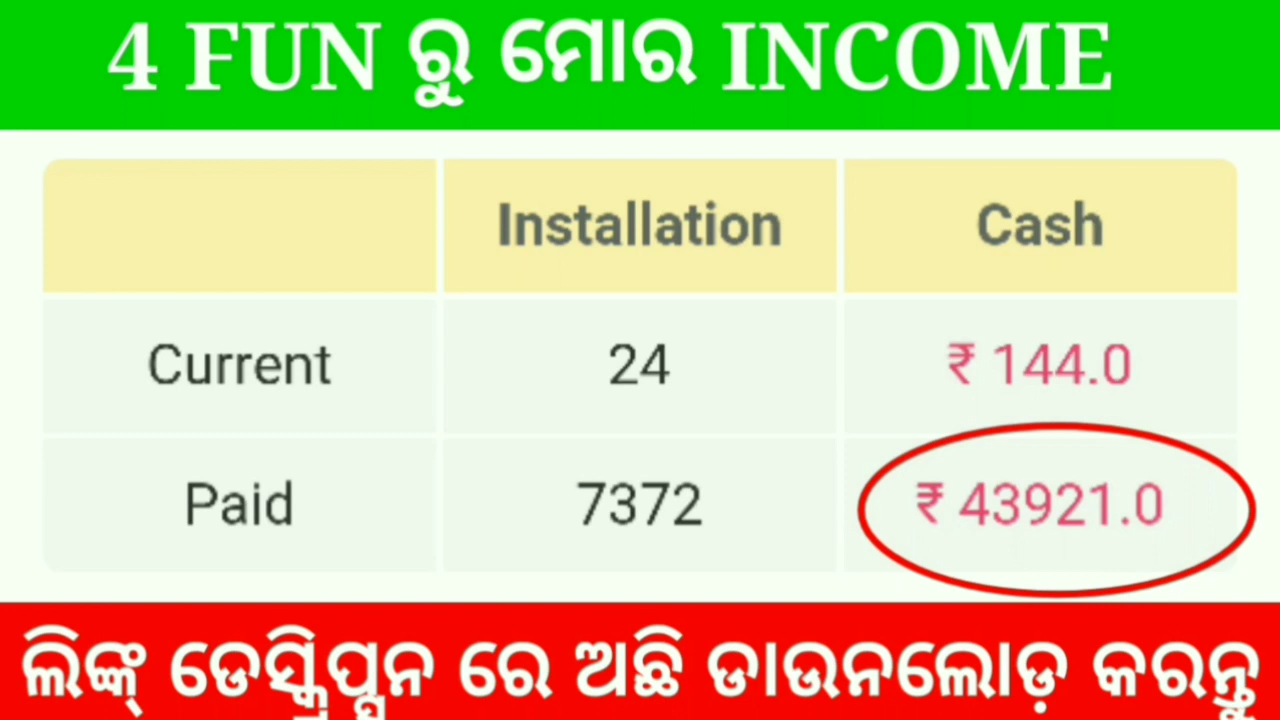 4 FUN ରୁ ମୋର INCOME
Installation Cash
Current 24 ₹ 144.0
Paid 7372 ₹ 43921.0
ଲିଙ୍କ୍ ଡେସ୍କ୍ରିପ୍ସନ ରେ ଅଛି ଡାଉନଲୋଡ଼ କରନ୍ତୁ